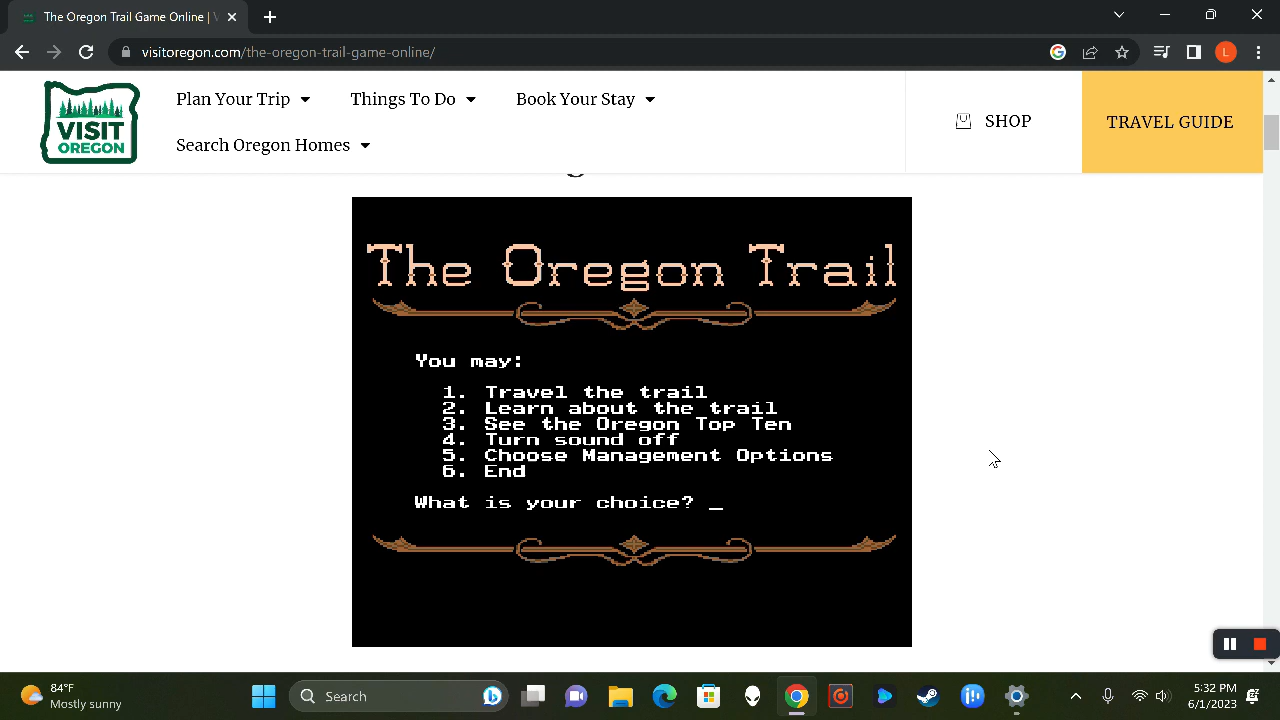 The Oregon Trail Game Online | V
visitoregon.com/the-oregon-trail-game-online/
L
VISIT
OREGON
Plan Your Trip
Things To Do
Book Your Stay
Search Oregon Homes
SHOP
TRAVEL GUIDE
The Oregon Trail
You may:
1. Travel the trail
2. Learn about the trail
3. See the Oregon Top Ten
4. Turn sound off
5. Choose Management Options
6. End
What is your choice? _
84°F
Mostly sunny
Search
5:32 PM
6/1/2023